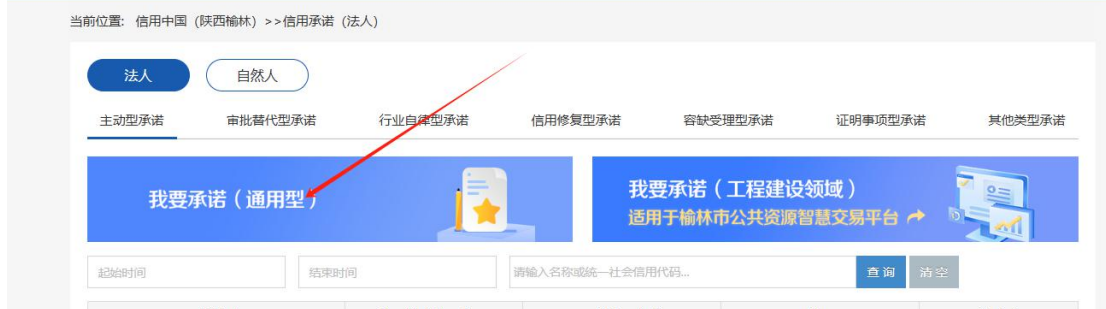 当前位置: 信用中国（陕西榆林）>>信用承诺（法人）
法人 自然人
主动型承诺 审批替代型承诺 行业自律型承诺 信用修复型承诺 容缺受理型承诺 证明事项型承诺 其他类型承诺
我要承诺（通用型） 我要承诺（工程建设领域）
适用于榆林市公共资源智慧交易平台
起始时间 结束时间 请输入名称或统一社会信用代码... 查询 清空